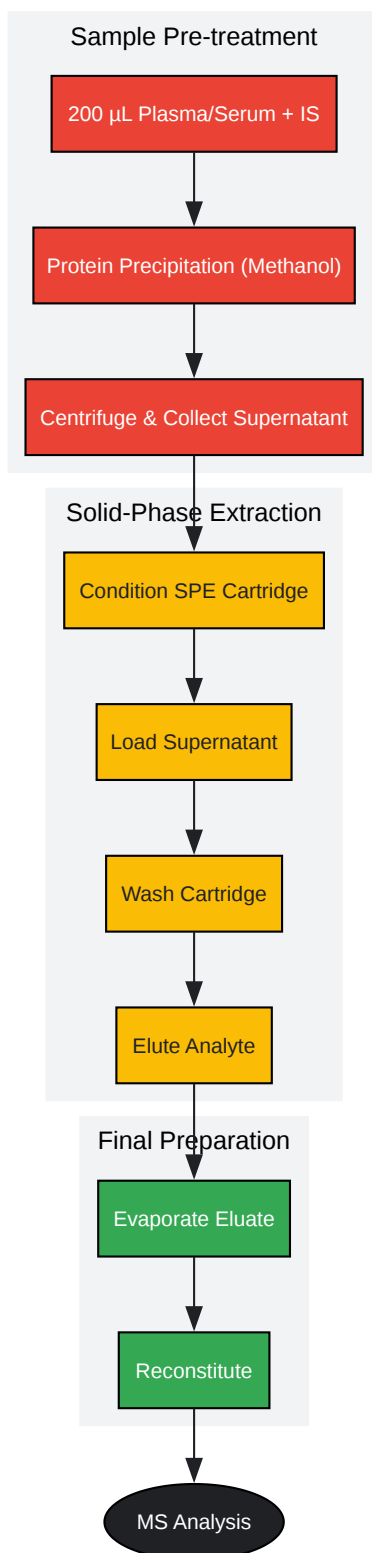 Sample Pre-treatment
200 µL Plasma/Serum + IS
Protein Precipitation (Methanol)
Centrifuge & Collect Supernatant
Solid-Phase Extraction
Condition SPE Cartridge
Load Supernatant
Wash Cartridge
Elute Analyte
Final Preparation
Evaporate Eluate
Reconstitute
MS Analysis